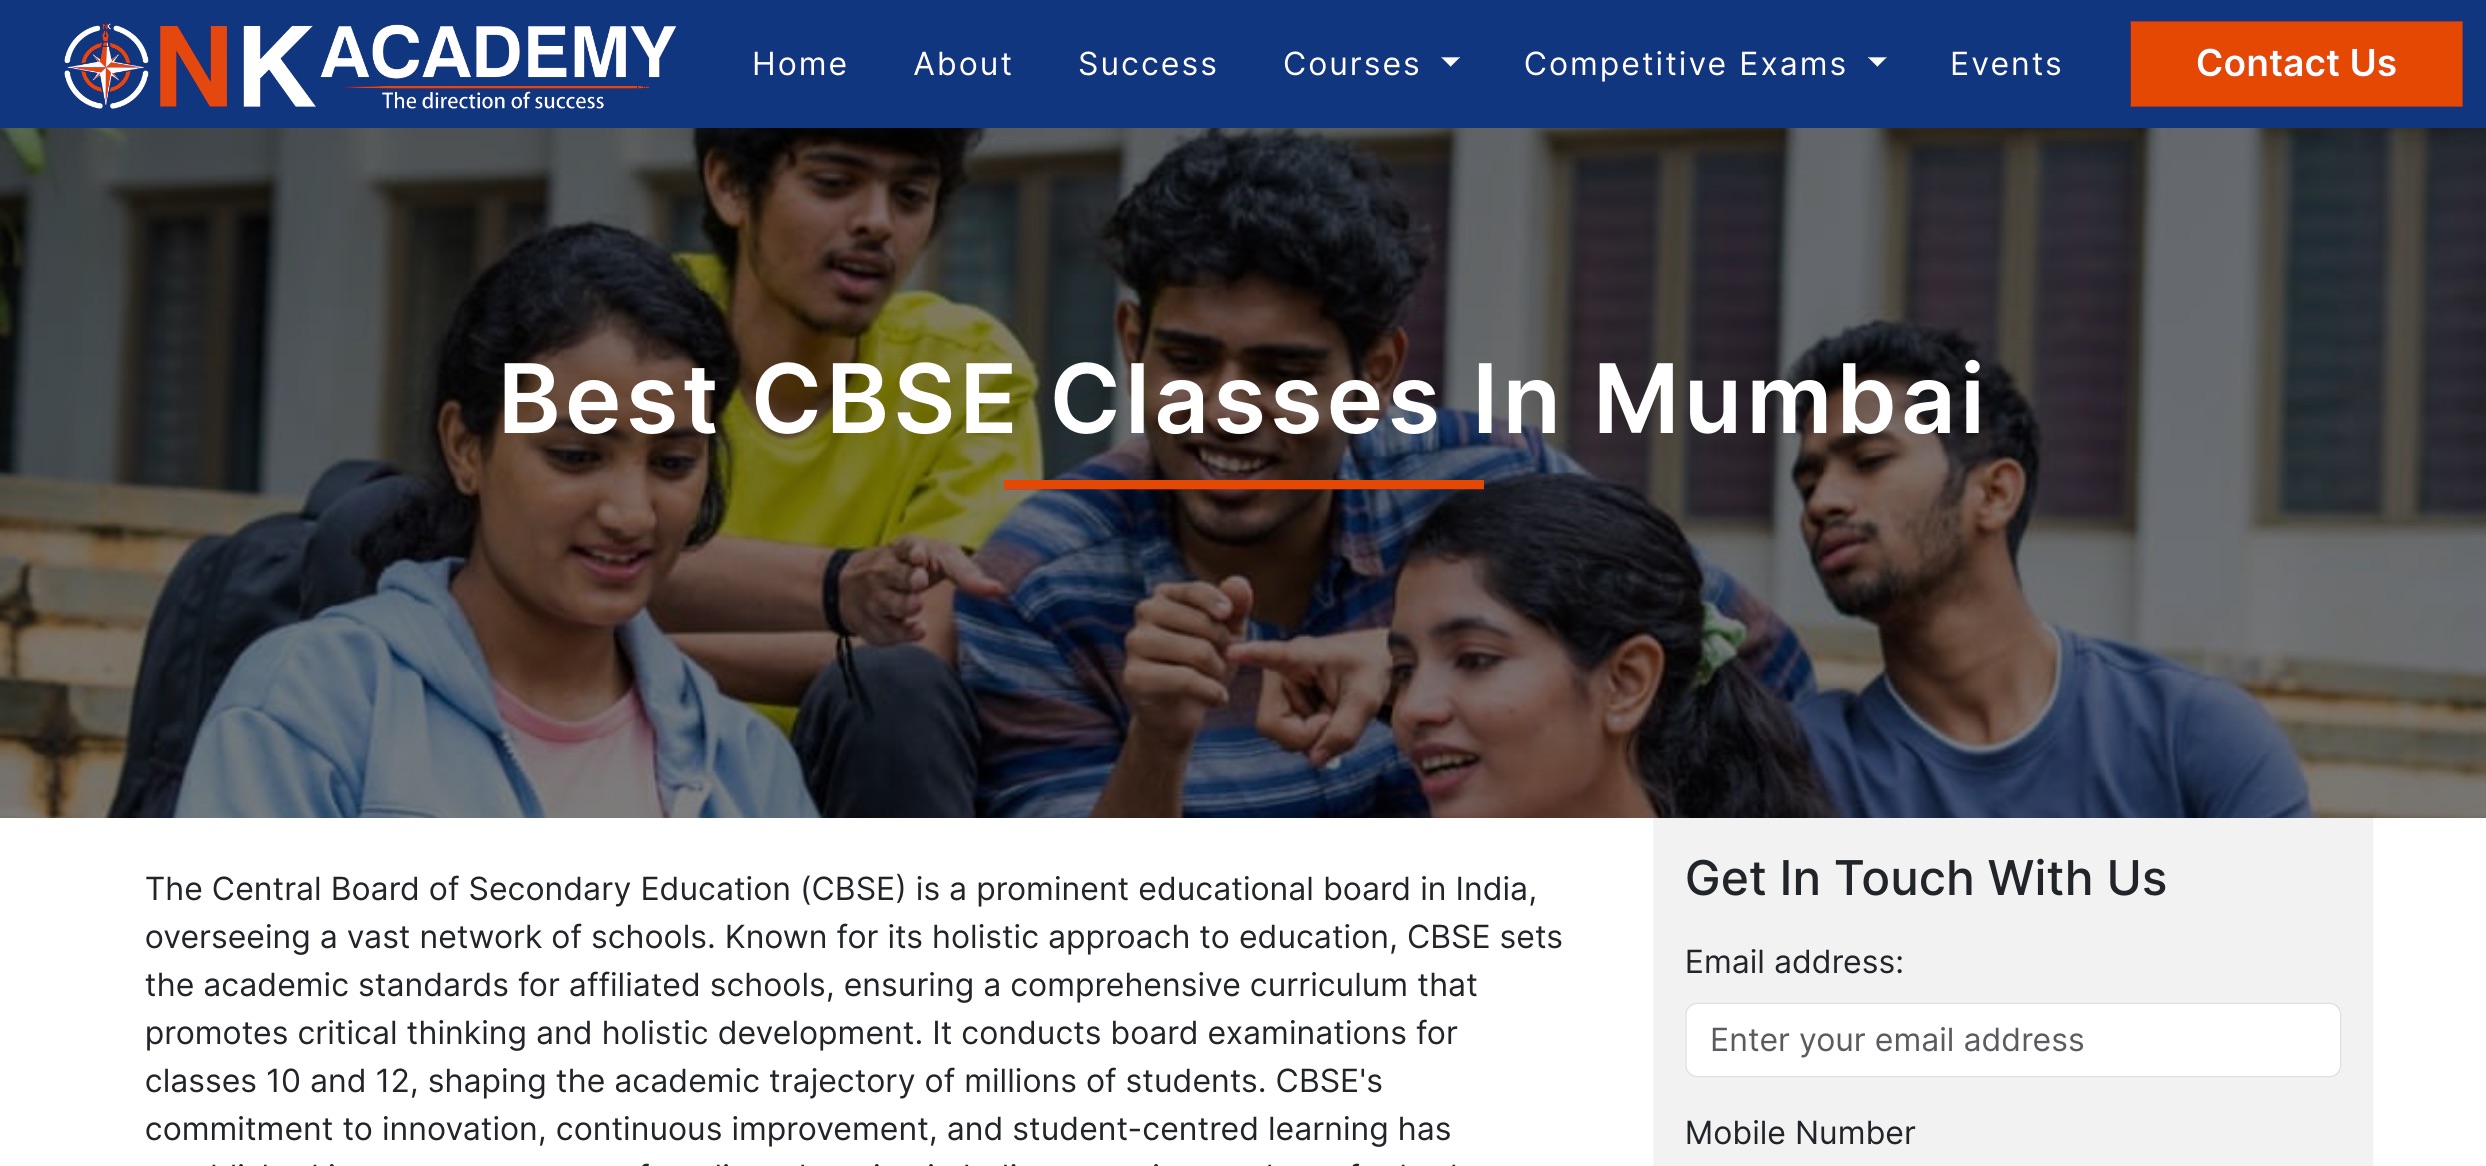 NK ACADEMY
The direction of success
Home About Success Courses Competitive Exams Events Contact Us
Best CBSE Classes In Mumbai
The Central Board of Secondary Education (CBSE) is a prominent educational board in India,
overseeing a vast network of schools. Known for its holistic approach to education, CBSE sets
the academic standards for affiliated schools, ensuring a comprehensive curriculum that
promotes critical thinking and holistic development. It conducts board examinations for
classes 10 and 12, shaping the academic trajectory of millions of students. CBSE's
commitment to innovation, continuous improvement, and student-centred learning has
Get In Touch With Us
Email address:
Enter your email address
Mobile Number